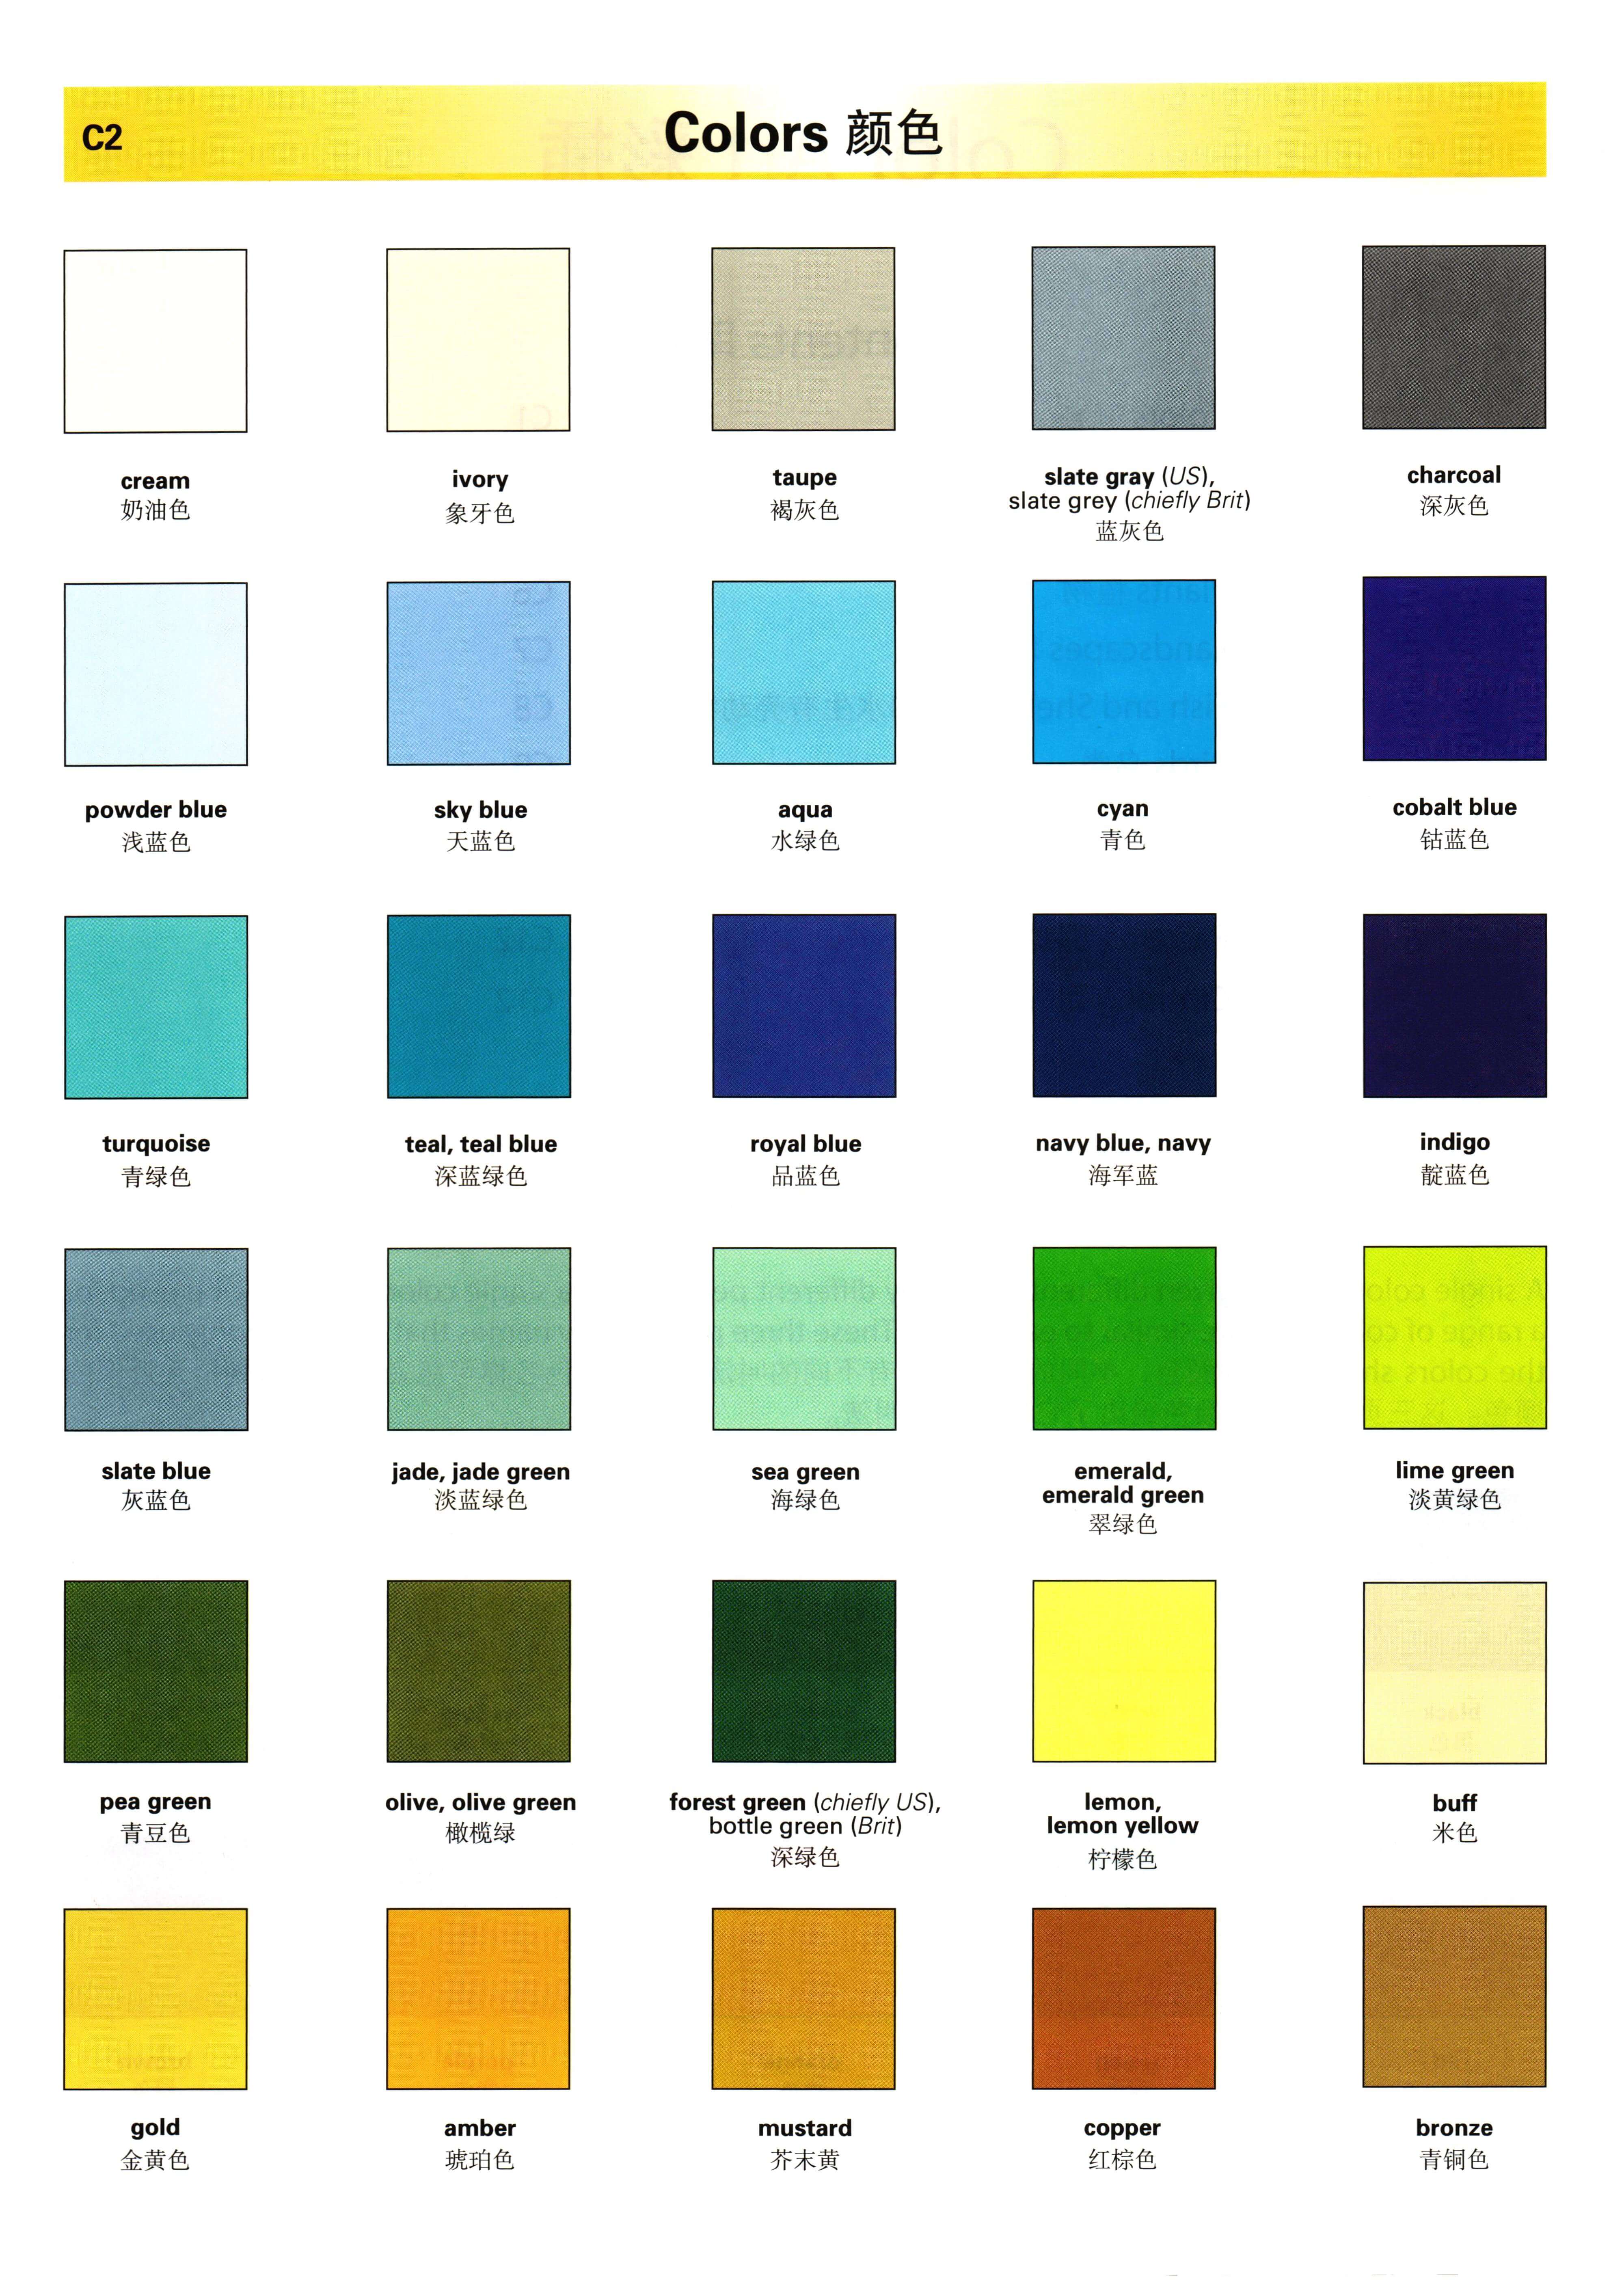 C2
Colors 颜色
cream
奶油色
ivory
象牙色
taupe
褐灰色
slate gray (US),
slate grey (chiefly Brit)
蓝灰色
charcoal
深灰色
powder blue
浅蓝色
sky blue
天蓝色
aqua
水绿色
cyan
青色
cobalt blue
钴蓝色
turquoise
青绿色
teal, teal blue
深蓝绿色
royal blue
品蓝色
navy blue, navy
海军蓝
indigo
靛蓝色
slate blue
灰蓝色
jade, jade green
淡蓝绿色
sea green
海绿色
emerald,
emerald green
翠绿色
lime green
淡黄绿色
pea green
青豆色
olive, olive green
橄榄绿
forest green (chiefly US),
bottle green (Brit)
深绿色
lemon,
lemon yellow
柠檬色
buff
米色
gold
金黄色
amber
琥珀色
mustard
芥末黄
copper
红棕色
bronze
青铜色